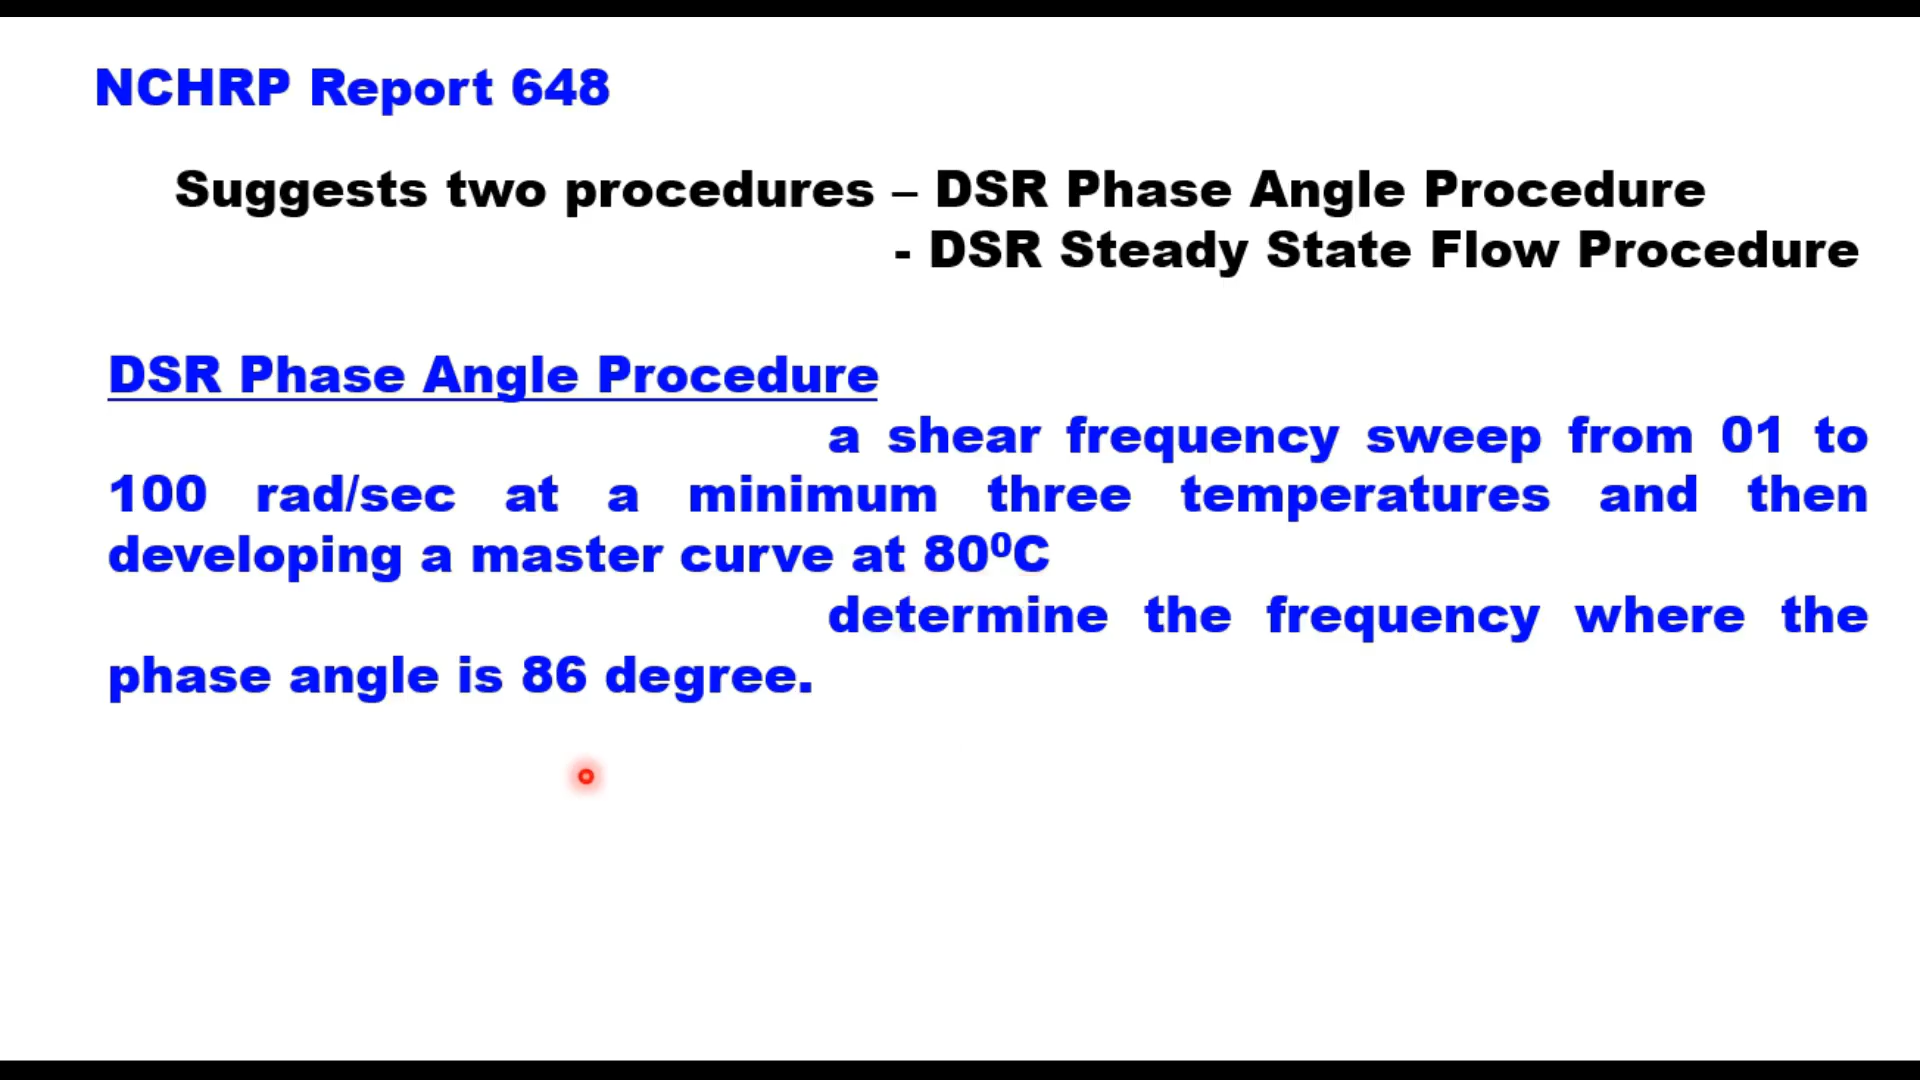 NCHRP Report 648
Suggests two procedures – DSR Phase Angle Procedure
- DSR Steady State Flow Procedure
DSR Phase Angle Procedure
a shear frequency sweep from 01 to
100 rad/sec at a minimum three temperatures and then
developing a master curve at 80⁰C
determine the frequency where the
phase angle is 86 degree.